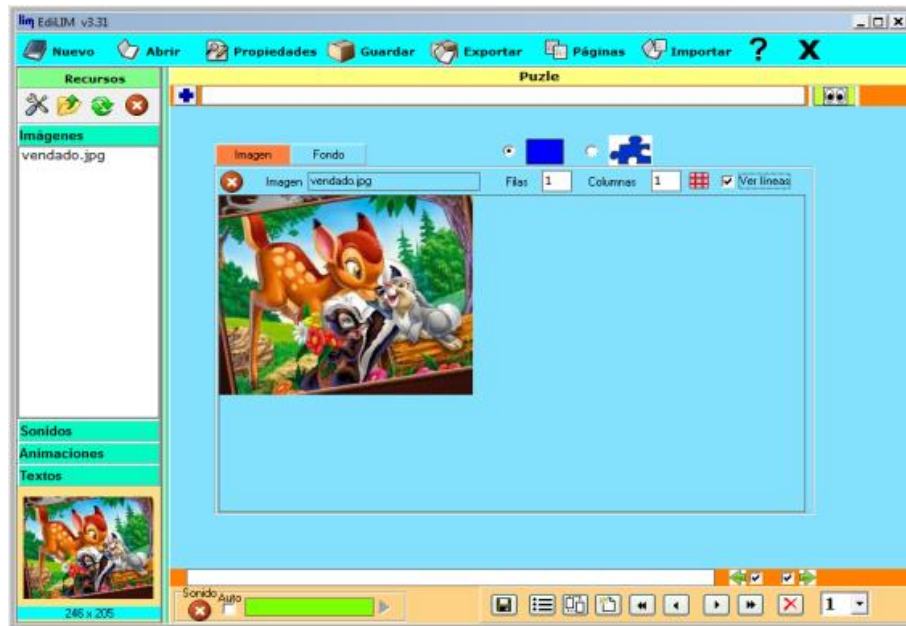 lim EdiLIM v3.31
Nuevo Abrir Propiedades Guardar Exportar Páginas Importar ? X
Recursos
Puzle
Imágenes
vendado.jpg
Imagen Fondo
Imagen vendado.jpg Filas 1 Columnas 1 Ver líneas
Sonidos
Animaciones
Textos
Sonido Auto
1
246 x 205